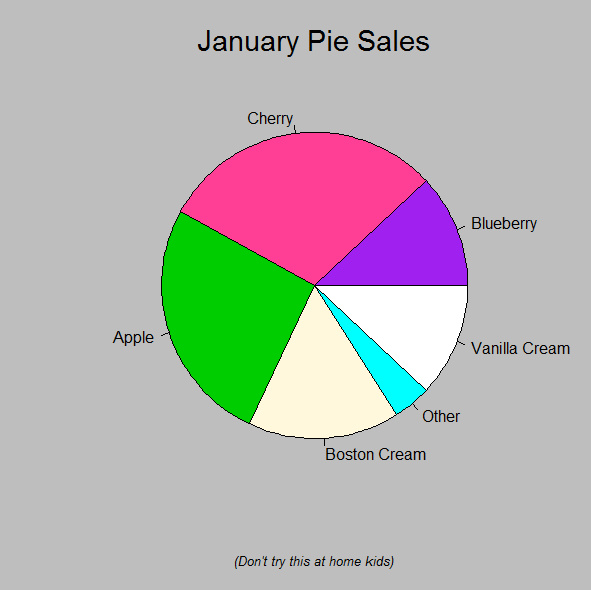 January Pie Sales
Cherry
Blueberry
Apple
Vanilla Cream
Other
Boston Cream
(Don't try this at home kids)